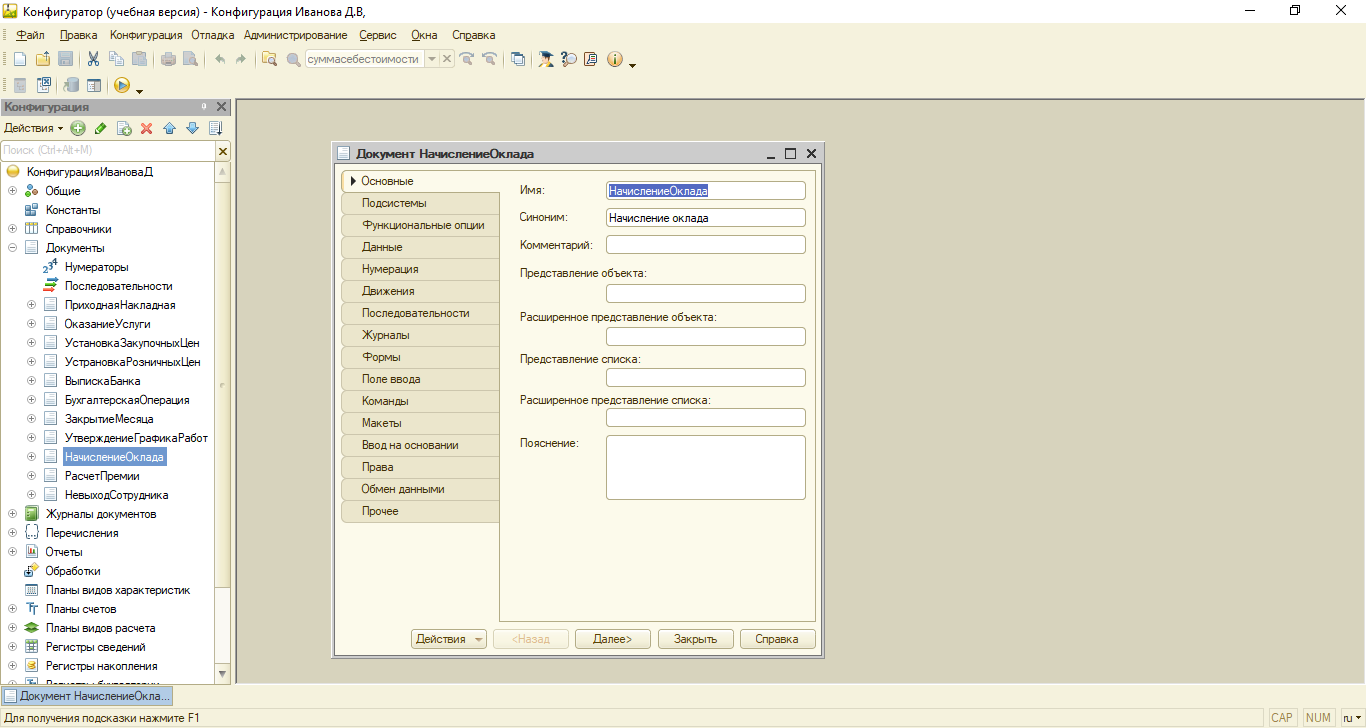 Конфигуратор (учебная версия) - Конфигурация Иванова Д.В,
Файл Правка Конфигурация Отладка Администрирование Сервис Окна Справка
суммасебестоимости
Конфигурация
Действия
Поиск (Ctrl+Alt+M)
КонфигурацияИвановаД
Общие
Константы
Справочники
Документы
Нумераторы
Последовательности
ПриходнаяНакладная
ОказаниеУслуги
УстановкаЗакупочныхЦен
УстрановкаРозничныхЦен
ВыпискаБанка
БухгалтерскаяОперация
ЗакрытиеМесяца
УтверждениеГрафикаРабот
НачислениеОклада
РасчетПремии
НевыходСотрудника
Журналы документов
Перечисления
Отчеты
Обработки
Планы видов характеристик
Планы счетов
Планы видов расчета
Регистры сведений
Регистры накопления
Регистры бухгалтерии
Документ НачислениеОклада
Основные
Подсистемы
Функциональные опции
Данные
Нумерация
Движения
Последовательности
Журналы
Формы
Поле ввода
Команды
Макеты
Ввод на основании
Права
Обмен данными
Прочее
Имя: НачислениеОклада
Синоним: Начисление оклада
Комментарий:
Представление объекта:
Расширенное представление объекта:
Представление списка:
Расширенное представление списка:
Пояснение:
Действия <Назад Далее> Закрыть Справка
Документ НачислениеОкла...
Для получения подсказки нажмите F1
CAP NUM ru